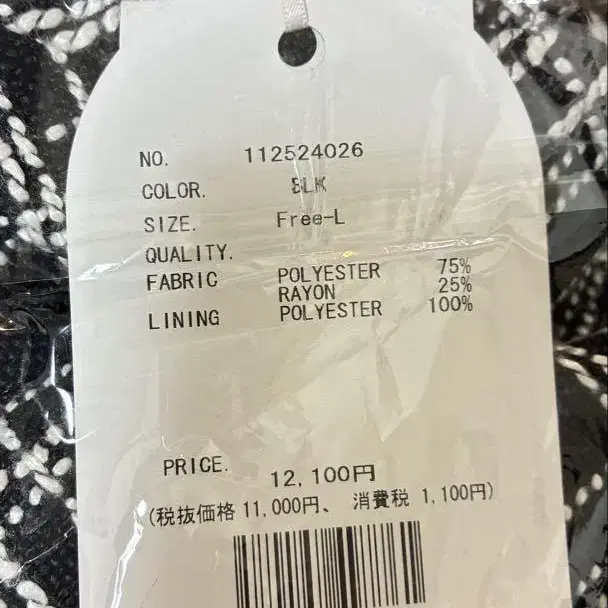 NO. 112524026
COLOR. BLK
SIZE. Free-L
QUALITY.
FABRIC POLYESTER 75%
RAYON 25%
LINING POLYESTER 100%
PRICE. 12,100円
(税抜価格 11,000円、 消費税 1,100円)